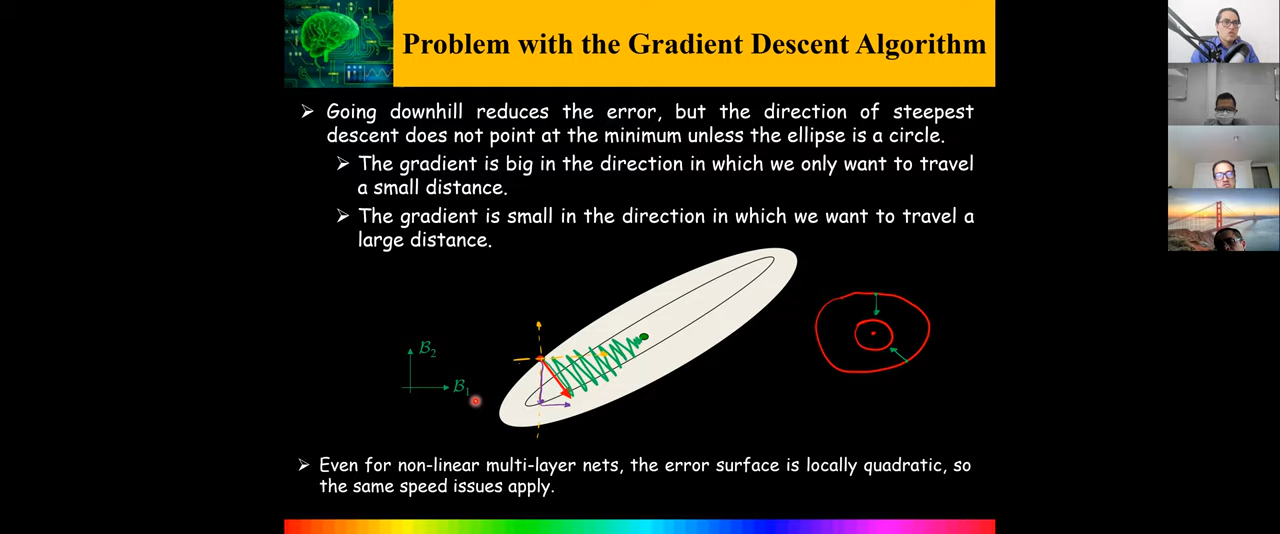 Problem with the Gradient Descent Algorithm
➢ Going downhill reduces the error, but the direction of steepest
descent does not point at the minimum unless the ellipse is a circle.
➢ The gradient is big in the direction in which we only want to travel
a small distance.
➢ The gradient is small in the direction in which we want to travel a
large distance.
B₂
B₁
➢ Even for non-linear multi-layer nets, the error surface is locally quadratic, so
the same speed issues apply.